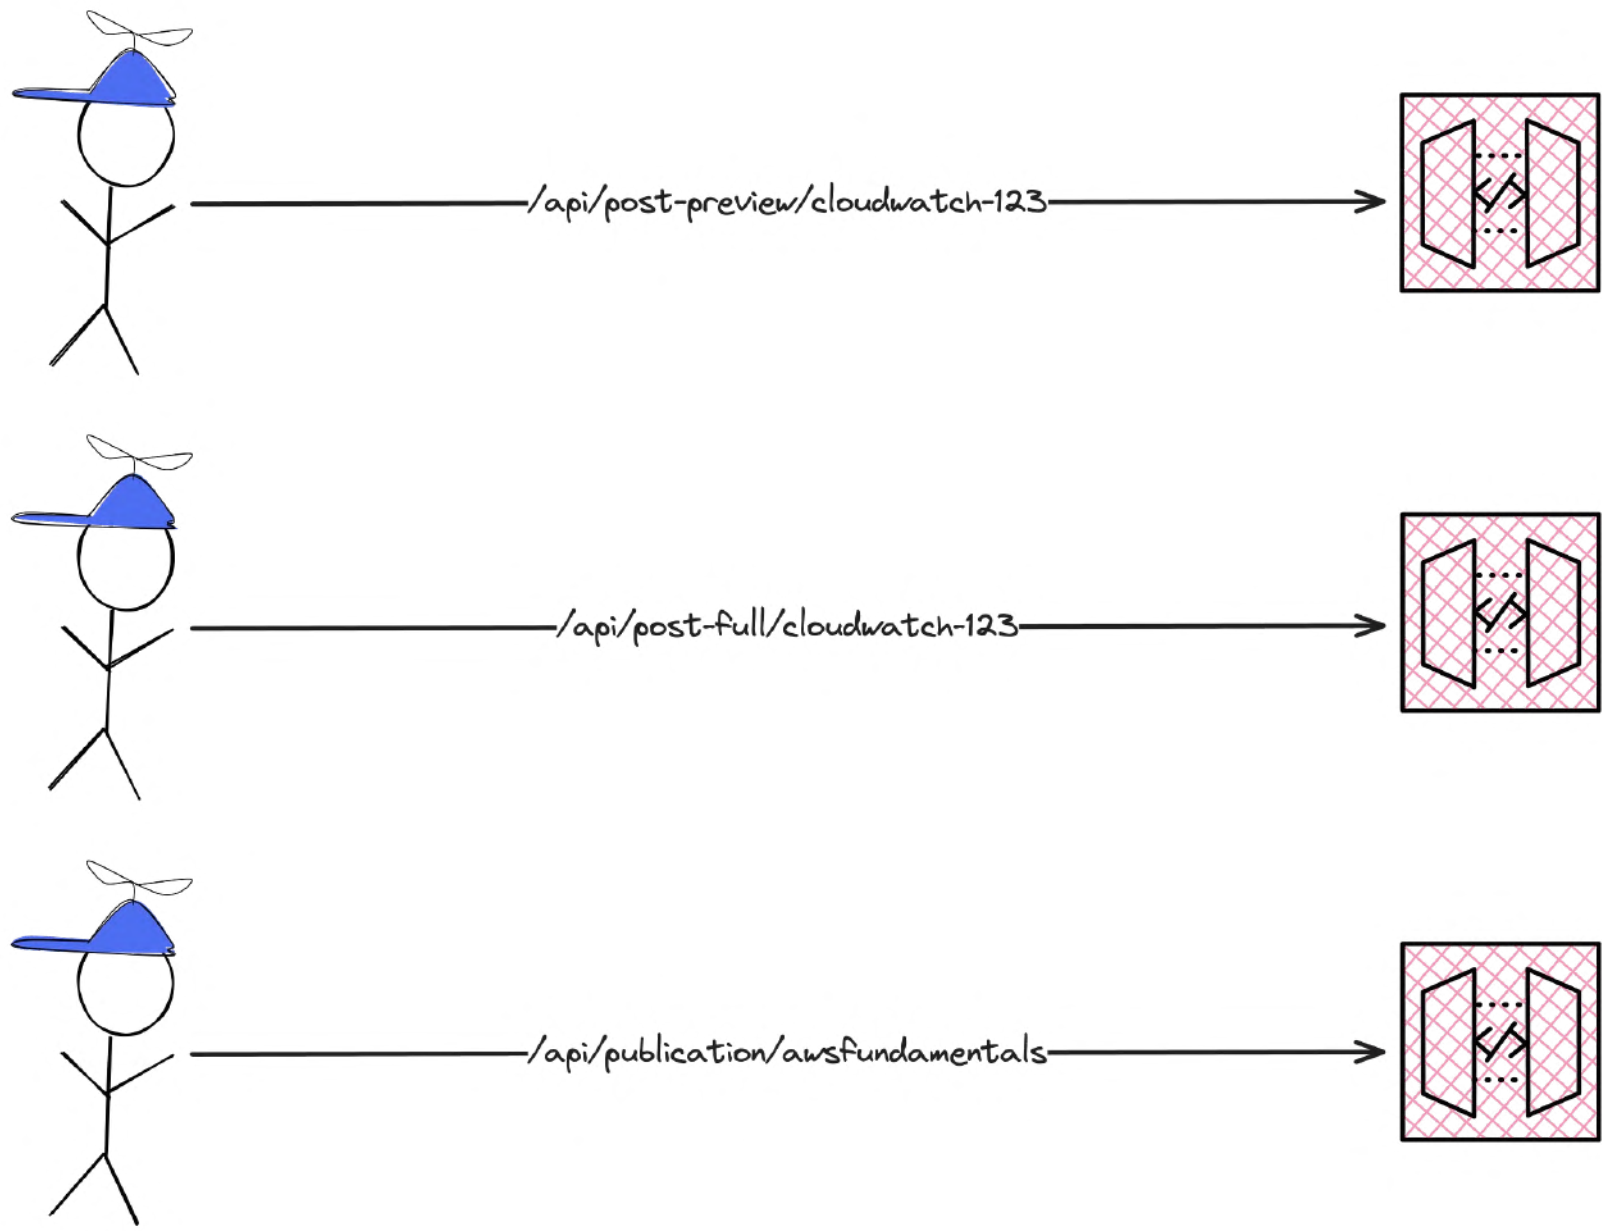 /api/post-preview/cloudwatch-123
/api/post-full/cloudwatch-123
/api/publication/awsfundamentals